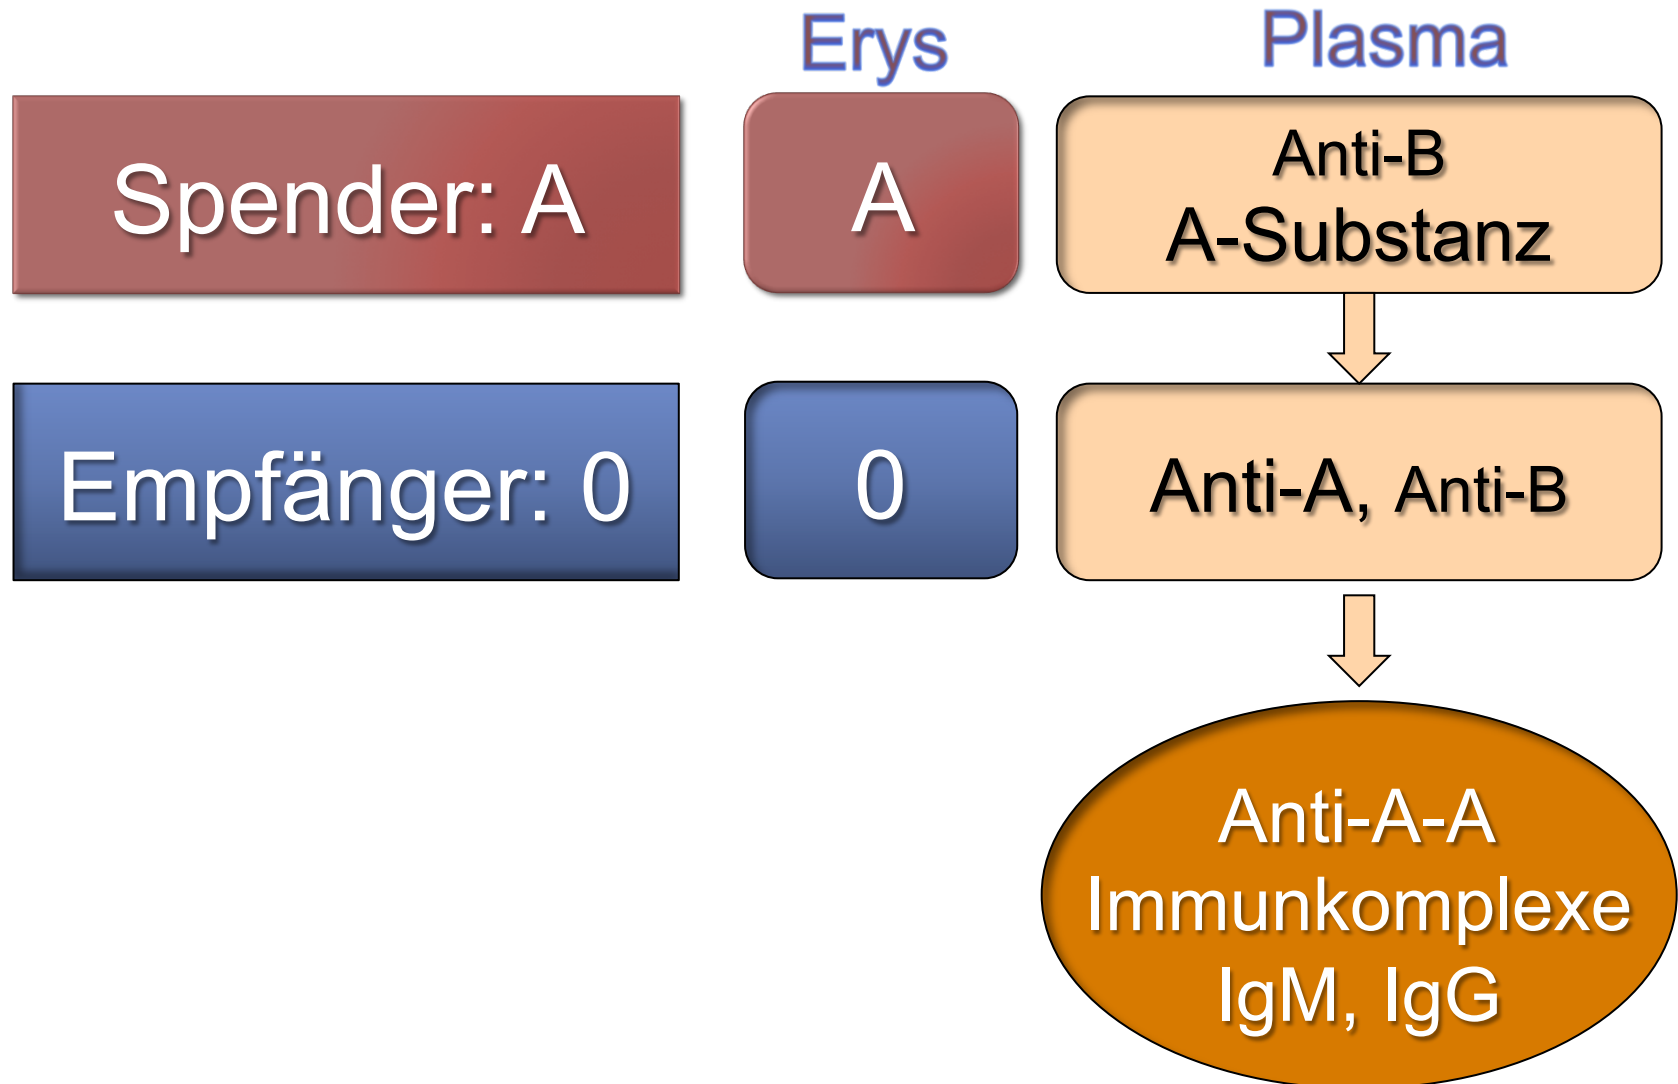 Erys
Plasma
Spender: A
A
Anti-B
A-Substanz
Empfänger: 0
0
Anti-A, Anti-B
Anti-A-A
Immunkomplexe
IgM, IgG